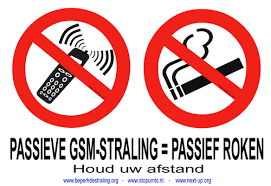 PASSIEVE GSM-STRALING = PASSIEF ROKEN
Houd uw afstand
www.beperkdestraling.org - www.stopumts.nl - www.next-up.org